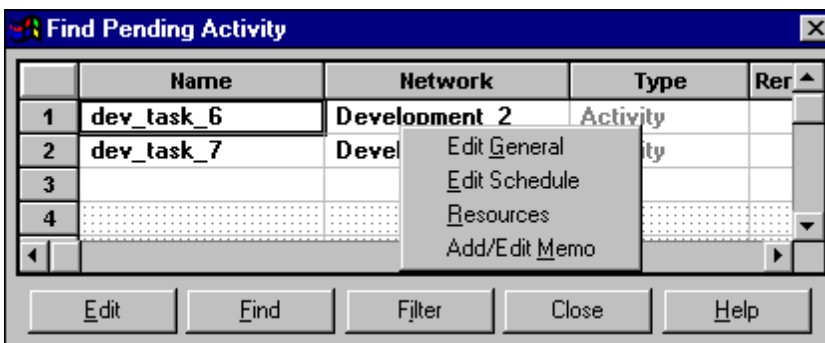 Find Pending Activity
Name Network Type Rer
1 dev_task_6 Development_2 Activity
2 dev_task_7 Devel ity
3
4
Edit General
Edit Schedule
Resources
Add/Edit Memo
Edit Find Filter Close Help